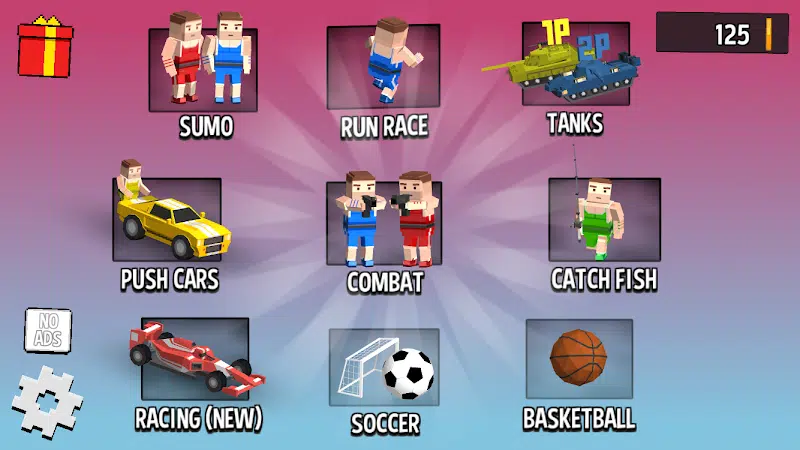 125
SUMO
RUN RACE
1P
2P
TANKS
PUSH CARS
COMBAT
CATCH FISH
NO
ADS
RACING (NEW)
SOCCER
BASKETBALL